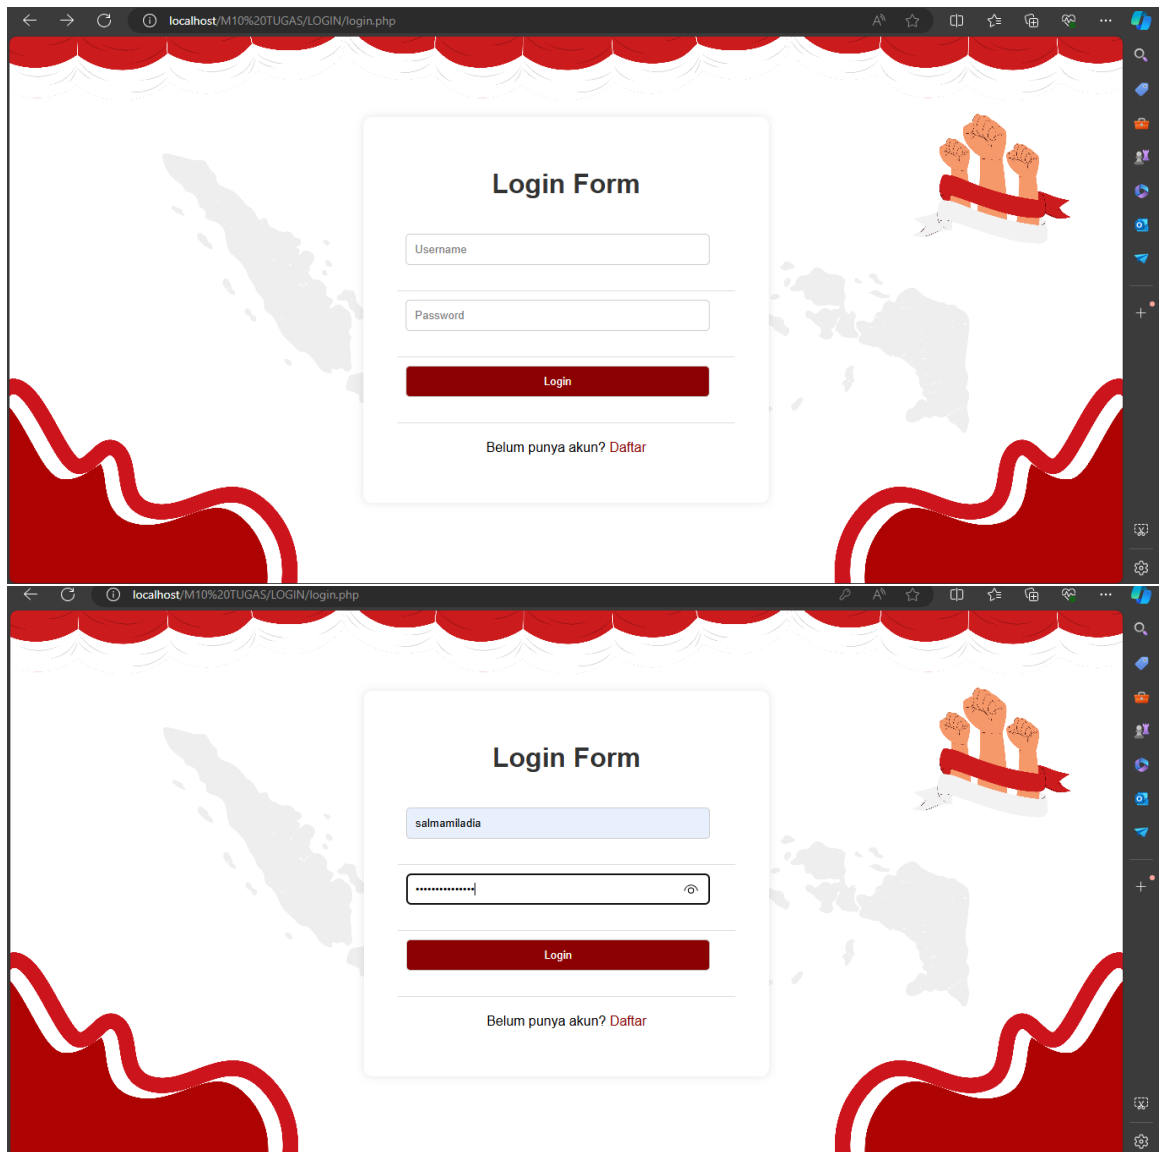 localhost/M10%20TUGAS/LOGIN/login.php
Login Form
Username
Password
Login
Belum punya akun? Daftar
localhost/M10%20TUGAS/LOGIN/login.php
Login Form
salmamiladia
Login
Belum punya akun? Daftar